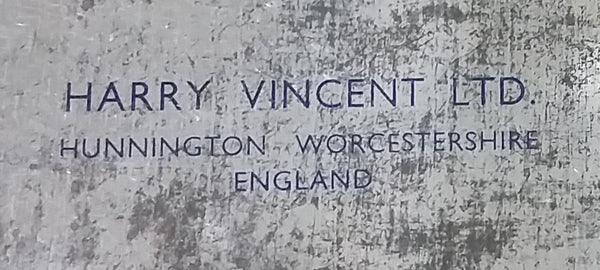 HARRY VINCENT LTD.
HUNNINGTON WORCESTERSHIRE
ENGLAND